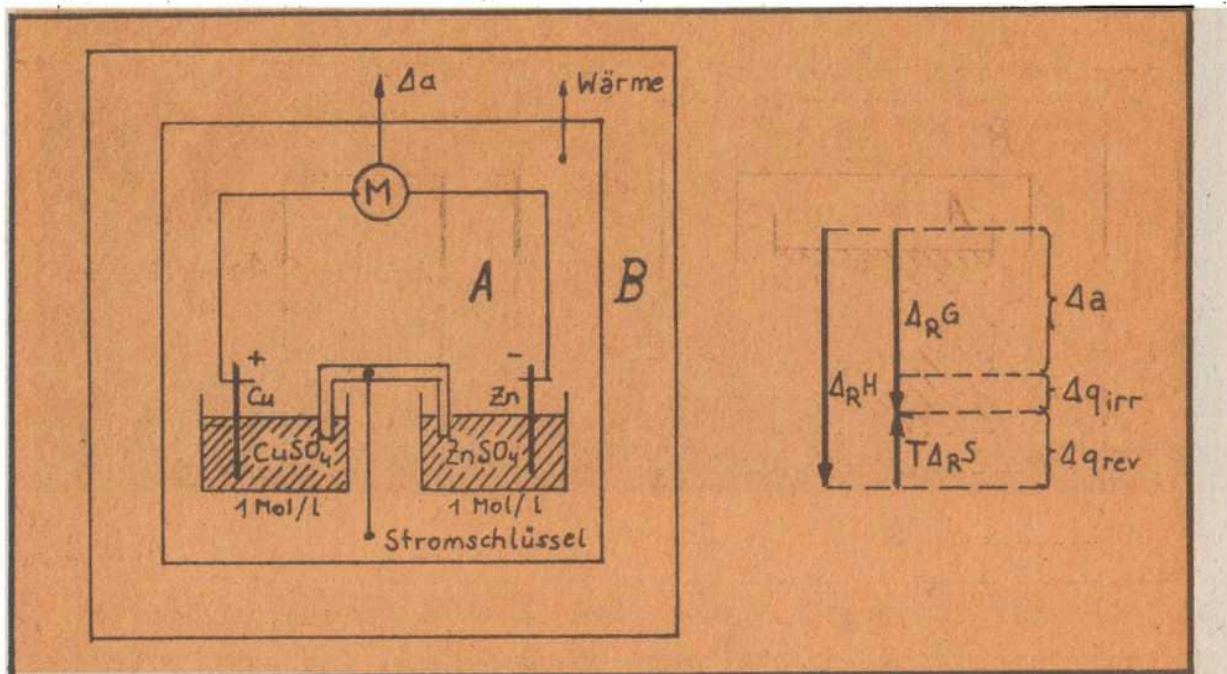 Δa
Wärme
M
A
B
+
-
Cu
Zn
CuSO₄
ZnSO₄
1 Mol/l
1 Mol/l
Stromschlüssel
Δa
ΔRG
ΔRH
Δqirr
TΔRS
Δqrev